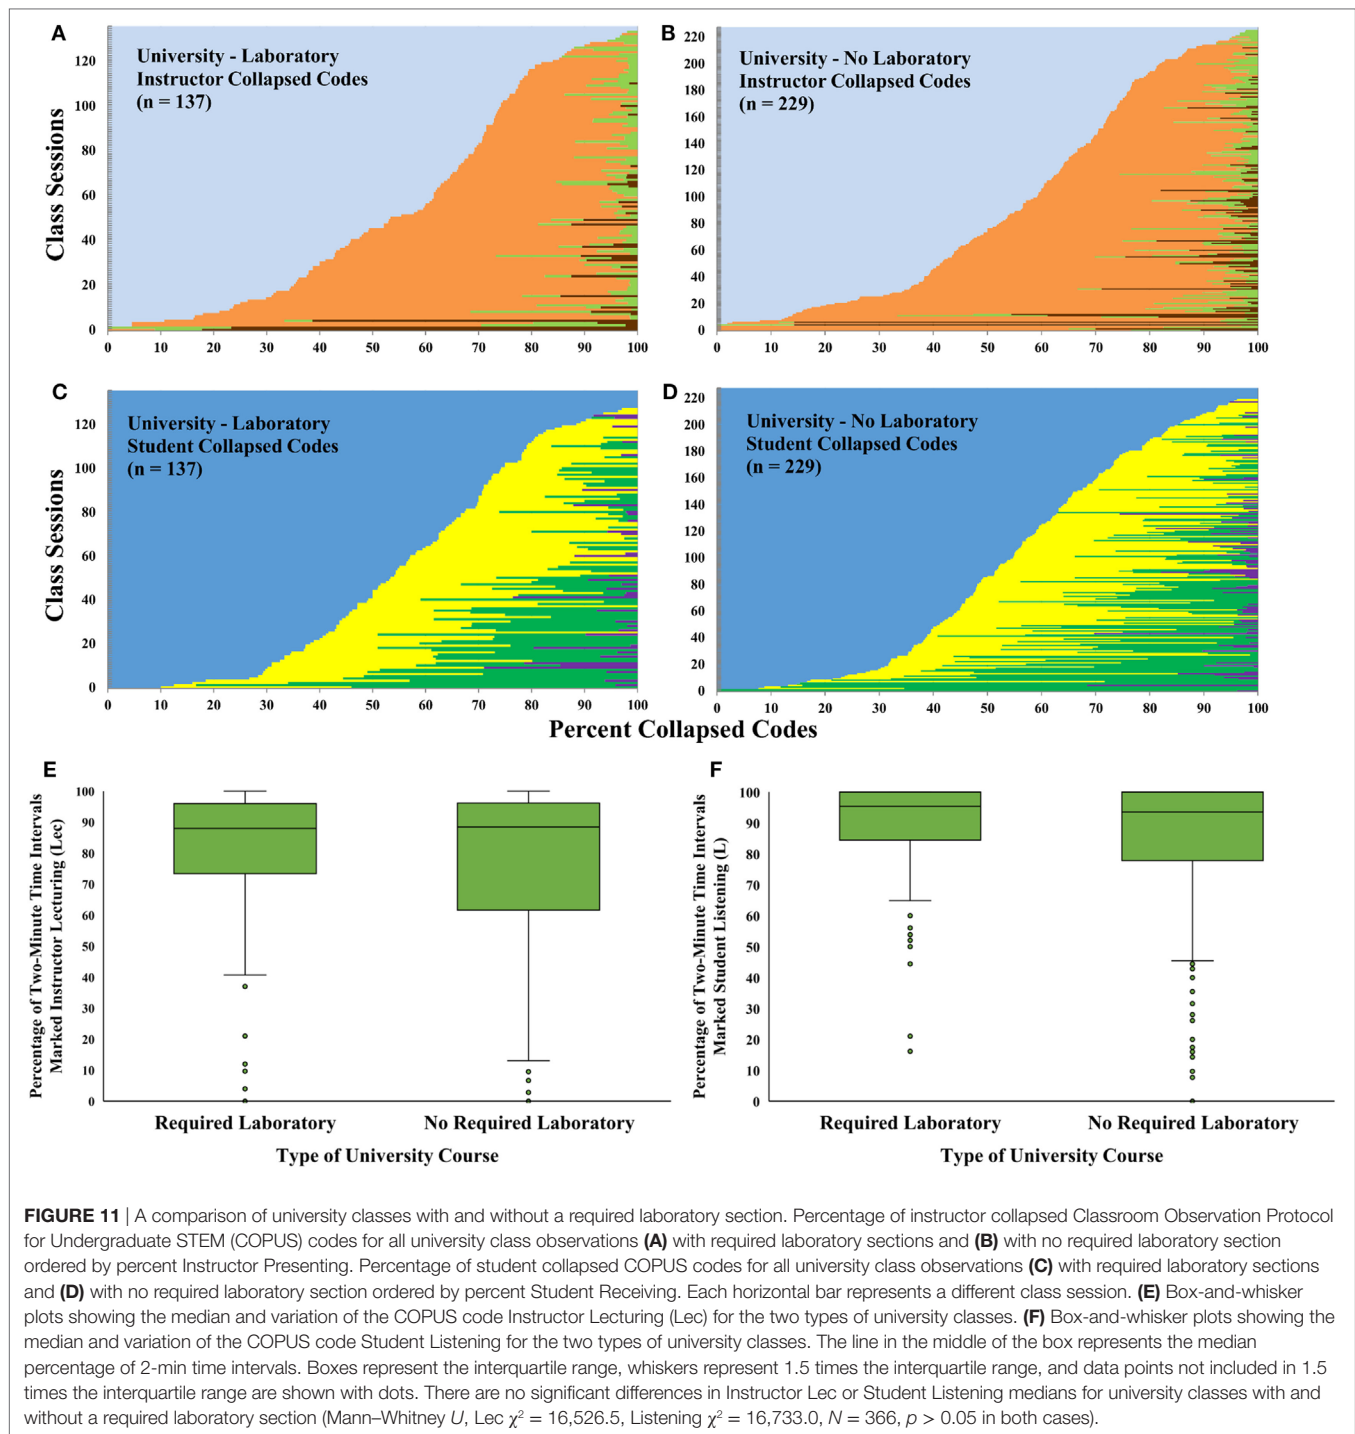 A
University - Laboratory
Instructor Collapsed Codes
(n = 137)
Class Sessions
120
100
80
60
40
20
0
0 10 20 30 40 50 60 70 80 90 100
B
University - No Laboratory
Instructor Collapsed Codes
(n = 229)
220
200
180
160
140
120
100
80
60
40
20
0
0 10 20 30 40 50 60 70 80 90 100
C
University - Laboratory
Student Collapsed Codes
(n = 137)
Class Sessions
120
100
80
60
40
20
0
0 10 20 30 40 50 60 70 80 90 100
D
University - No Laboratory
Student Collapsed Codes
(n = 229)
220
200
180
160
140
120
100
80
60
40
20
0
0 10 20 30 40 50 60 70 80 90 100
Percent Collapsed Codes
E
Percentage of Two-Minute Time Intervals
Marked Instructor Lecturing (Lec)
100
90
80
70
60
50
40
30
20
10
0
Required Laboratory No Required Laboratory
Type of University Course
F
Percentage of Two-Minute Time Intervals
Marked Student Listening (L)
100
90
80
70
60
50
40
30
20
10
0
Required Laboratory No Required Laboratory
Type of University Course
FIGURE 11 | A comparison of university classes with and without a required laboratory section. Percentage of instructor collapsed Classroom Observation Protocol
for Undergraduate STEM (COPUS) codes for all university class observations (A) with required laboratory sections and (B) with no required laboratory section
ordered by percent Instructor Presenting. Percentage of student collapsed COPUS codes for all university class observations (C) with required laboratory sections
and (D) with no required laboratory section ordered by percent Student Receiving. Each horizontal bar represents a different class session. (E) Box-and-whisker
plots showing the median and variation of the COPUS code Instructor Lecturing (Lec) for the two types of university classes. (F) Box-and-whisker plots showing the
median and variation of the COPUS code Student Listening for the two types of university classes. The line in the middle of the box represents the median
percentage of 2-min time intervals. Boxes represent the interquartile range, whiskers represent 1.5 times the interquartile range, and data points not included in 1.5
times the interquartile range are shown with dots. There are no significant differences in Instructor Lec or Student Listening medians for university classes with and
without a required laboratory section (Mann–Whitney U, Lec χ² = 16,526.5, Listening χ² = 16,733.0, N = 366, p > 0.05 in both cases).